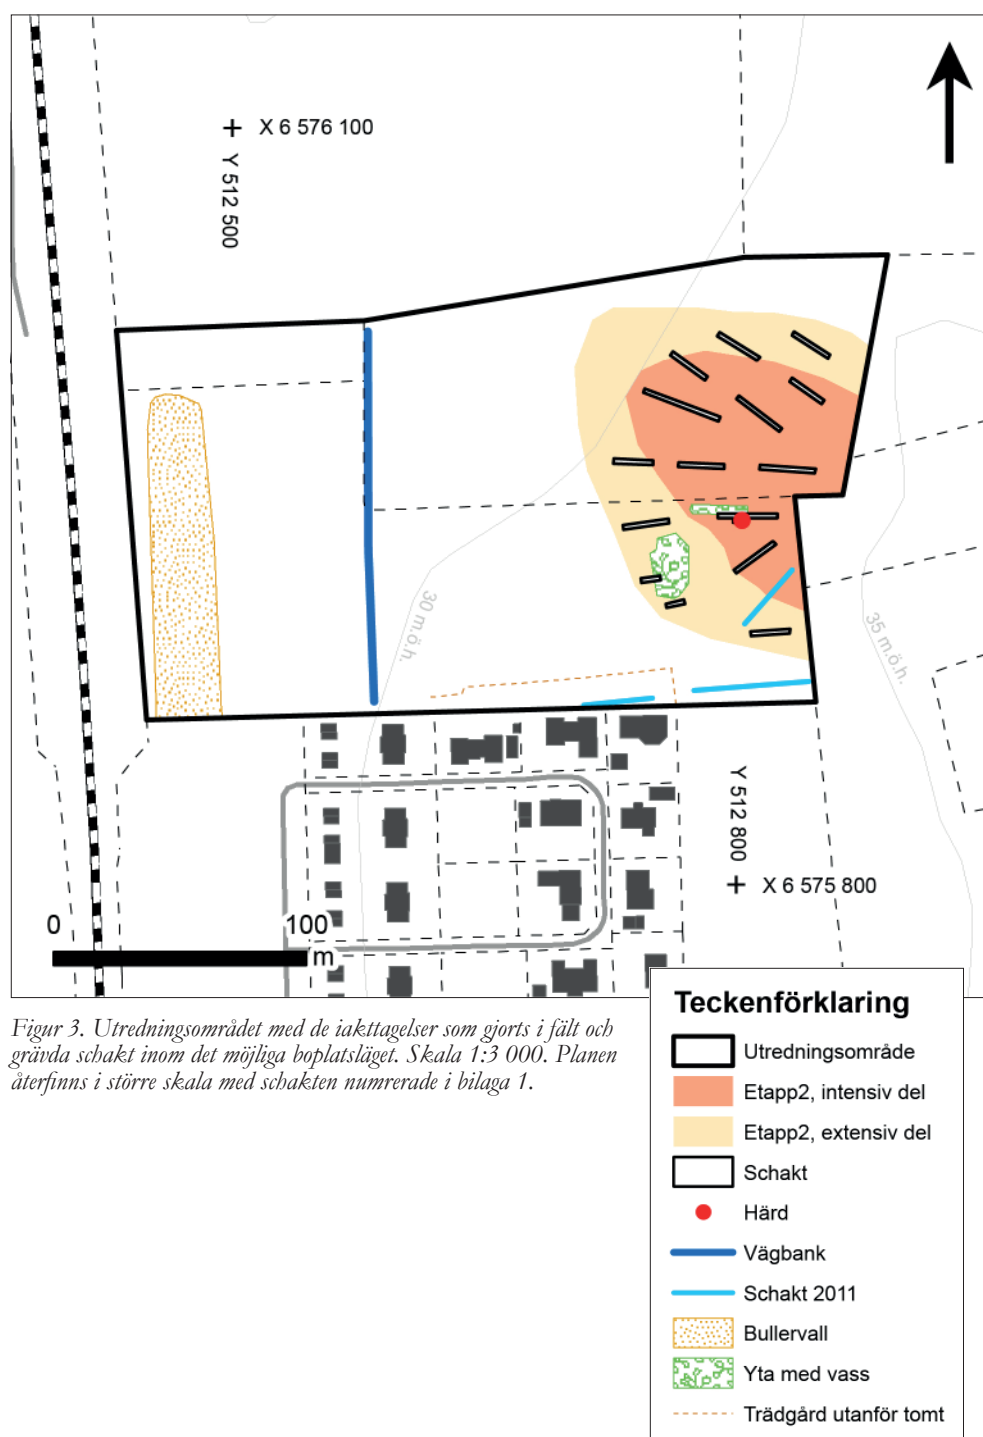 X 6 576 100
Y 512 500
30 m.ö.h.
35 m.ö.h.
Y 512 800
X 6 575 800
0
100
m
Figur 3. Utredningsområdet med de iakttagelser som gjorts i fält och
grävda schakt inom det möjliga boplatsläget. Skala 1:3 000. Planen
återfinns i större skala med schakten numrerade i bilaga 1.
Teckenförklaring
Utredningsområde
Etapp2, intensiv del
Etapp2, extensiv del
Schakt
Härd
Vägbank
Schakt 2011
Bullervall
Yta med vass
Trädgård utanför tomt